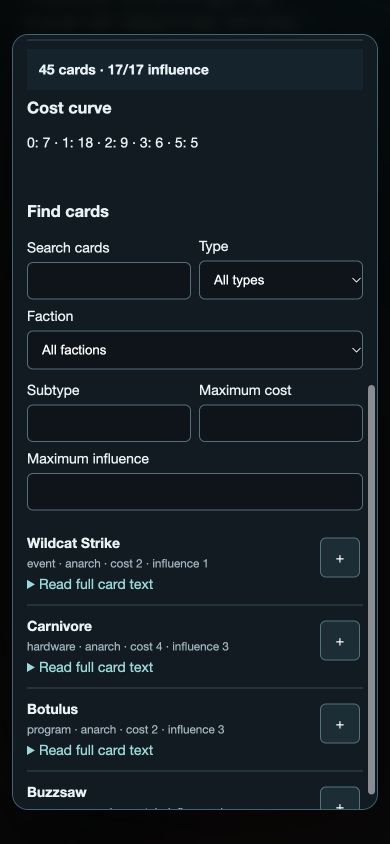 45 cards · 17/17 influence
Cost curve
0: 7 · 1: 18 · 2: 9 · 3: 6 · 5: 5
Find cards
Search cards
Type
All types
Faction
All factions
Subtype
Maximum cost
Maximum influence
Wildcat Strike
event · anarch · cost 2 · influence 1
▶ Read full card text
+
Carnivore
hardware · anarch · cost 4 · influence 3
▶ Read full card text
+
Botulus
program · anarch · cost 2 · influence 3
▶ Read full card text
+
Buzzsaw
+